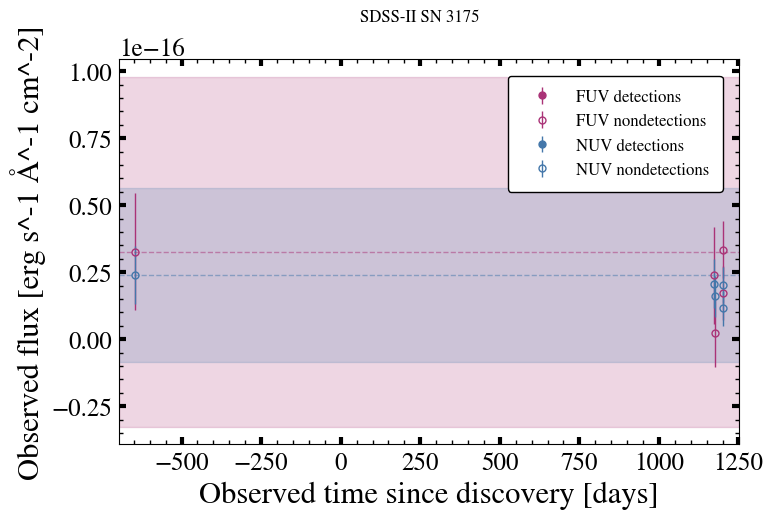 SDSS-II SN 3175
1e−16
1.00
0.75
0.50
0.25
0.00
−0.25
Observed flux [erg s^-1 Å^-1 cm^-2]
FUV detections
FUV nondetections
NUV detections
NUV nondetections
−500 −250 0 250 500 750 1000 1250
Observed time since discovery [days]